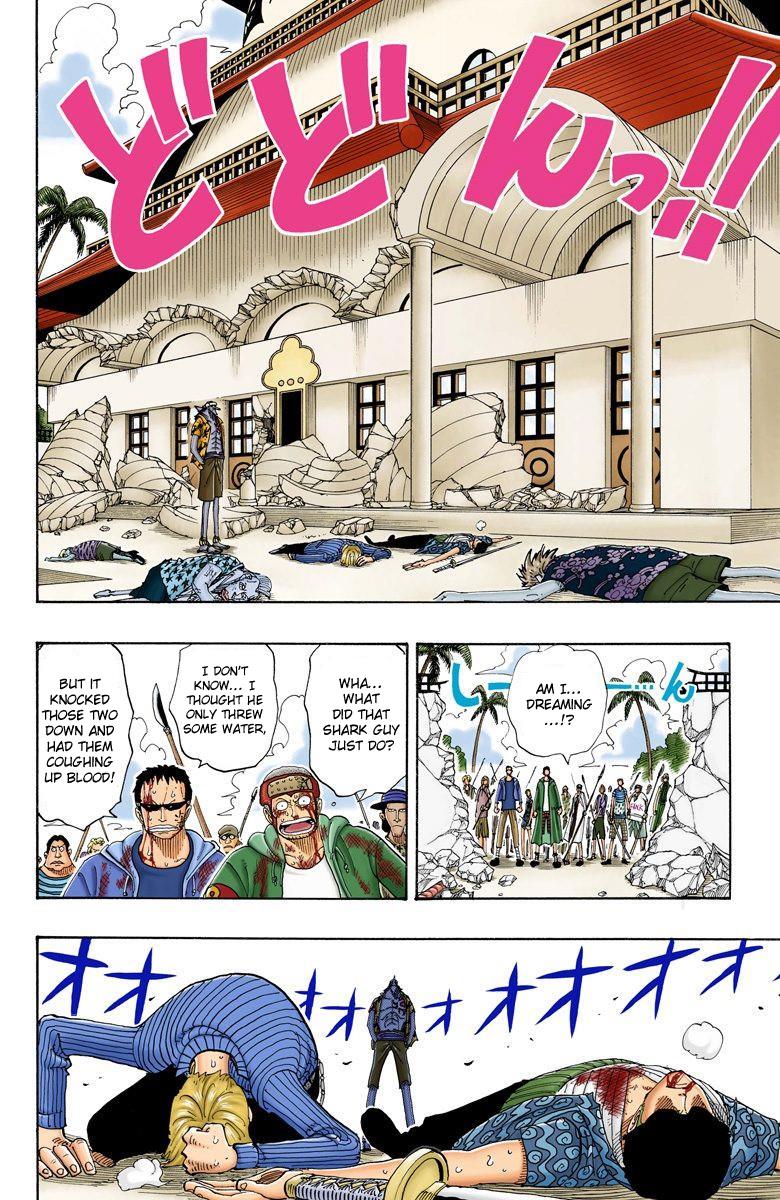 どどんっ!!
AM I...
DREAMING
...!?
しーーん
WHA...
WHAT
DID THAT
SHARK GUY
JUST DO?
I DON'T
KNOW... I
THOUGHT HE
ONLY THREW
SOME WATER,
BUT IT
KNOCKED
THOSE TWO
DOWN AND
HAD THEM
COUGHING
UP BLOOD!
オオオオオオオオ